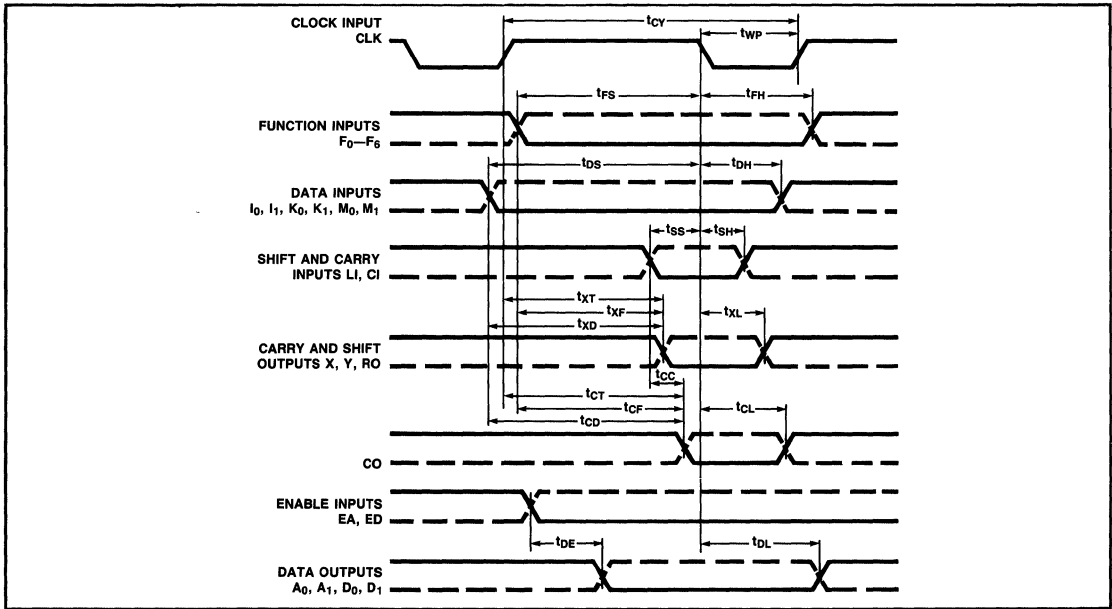 CLOCK INPUT
CLK
tCY
tWP
tFS
tFH
FUNCTION INPUTS
F0—F6
tDS
tDH
DATA INPUTS
I0, I1, K0, K1, M0, M1
tSS
tSH
SHIFT AND CARRY
INPUTS LI, CI
tXT
tXF
tXL
tXD
CARRY AND SHIFT
OUTPUTS X, Y, RO
tCC
tCT
tCF
tCL
tCD
CO
ENABLE INPUTS
EA, ED
tDE
tDL
DATA OUTPUTS
A0, A1, D0, D1